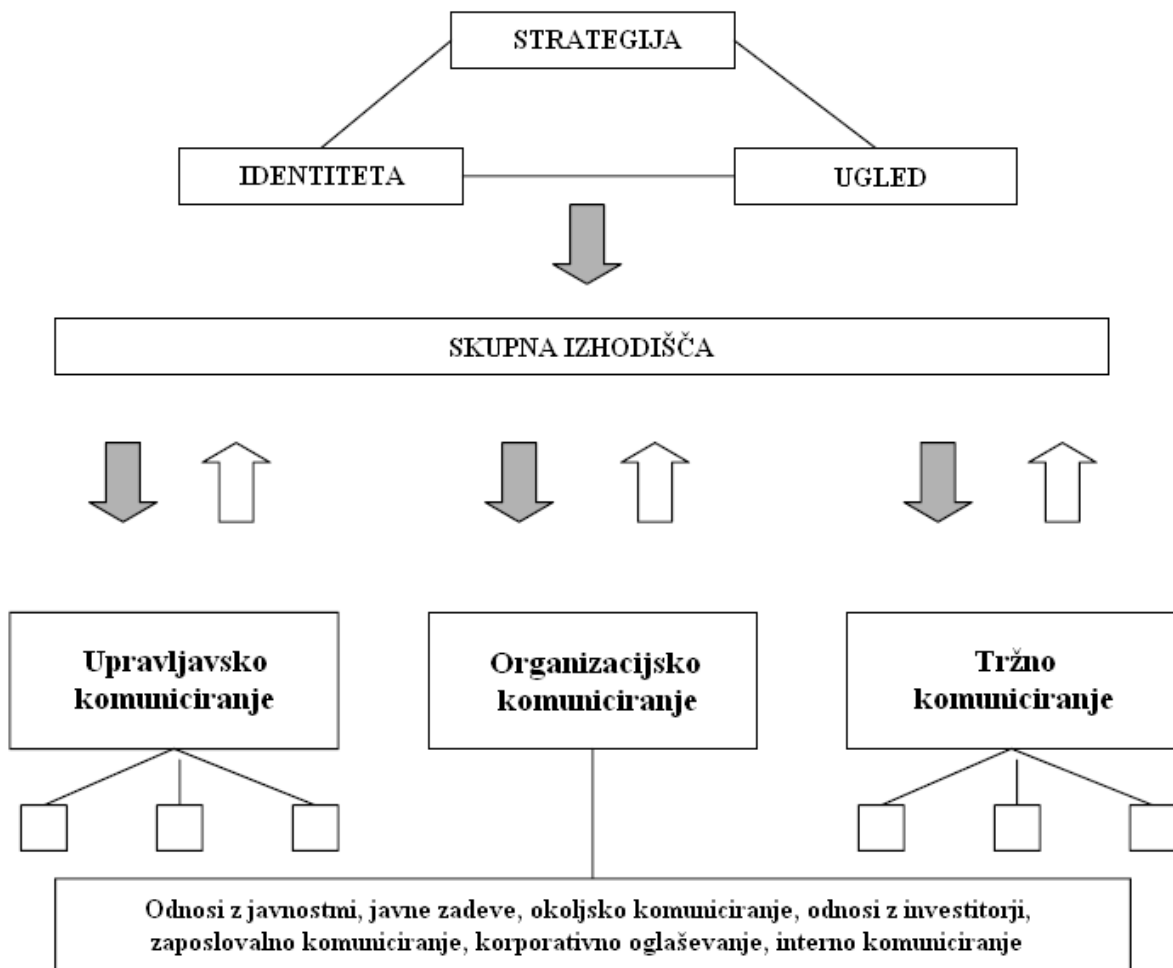 STRATEGIJA
IDENTITETA
UGLED
SKUPNA IZHODIŠČA
Upravljavsko
komuniciranje
Organizacijsko
komuniciranje
Tržno
komuniciranje
Odnosi z javnostmi, javne zadeve, okoljsko komuniciranje, odnosi z investitorji,
zaposlovalno komuniciranje, korporativno oglaševanje, interno komuniciranje